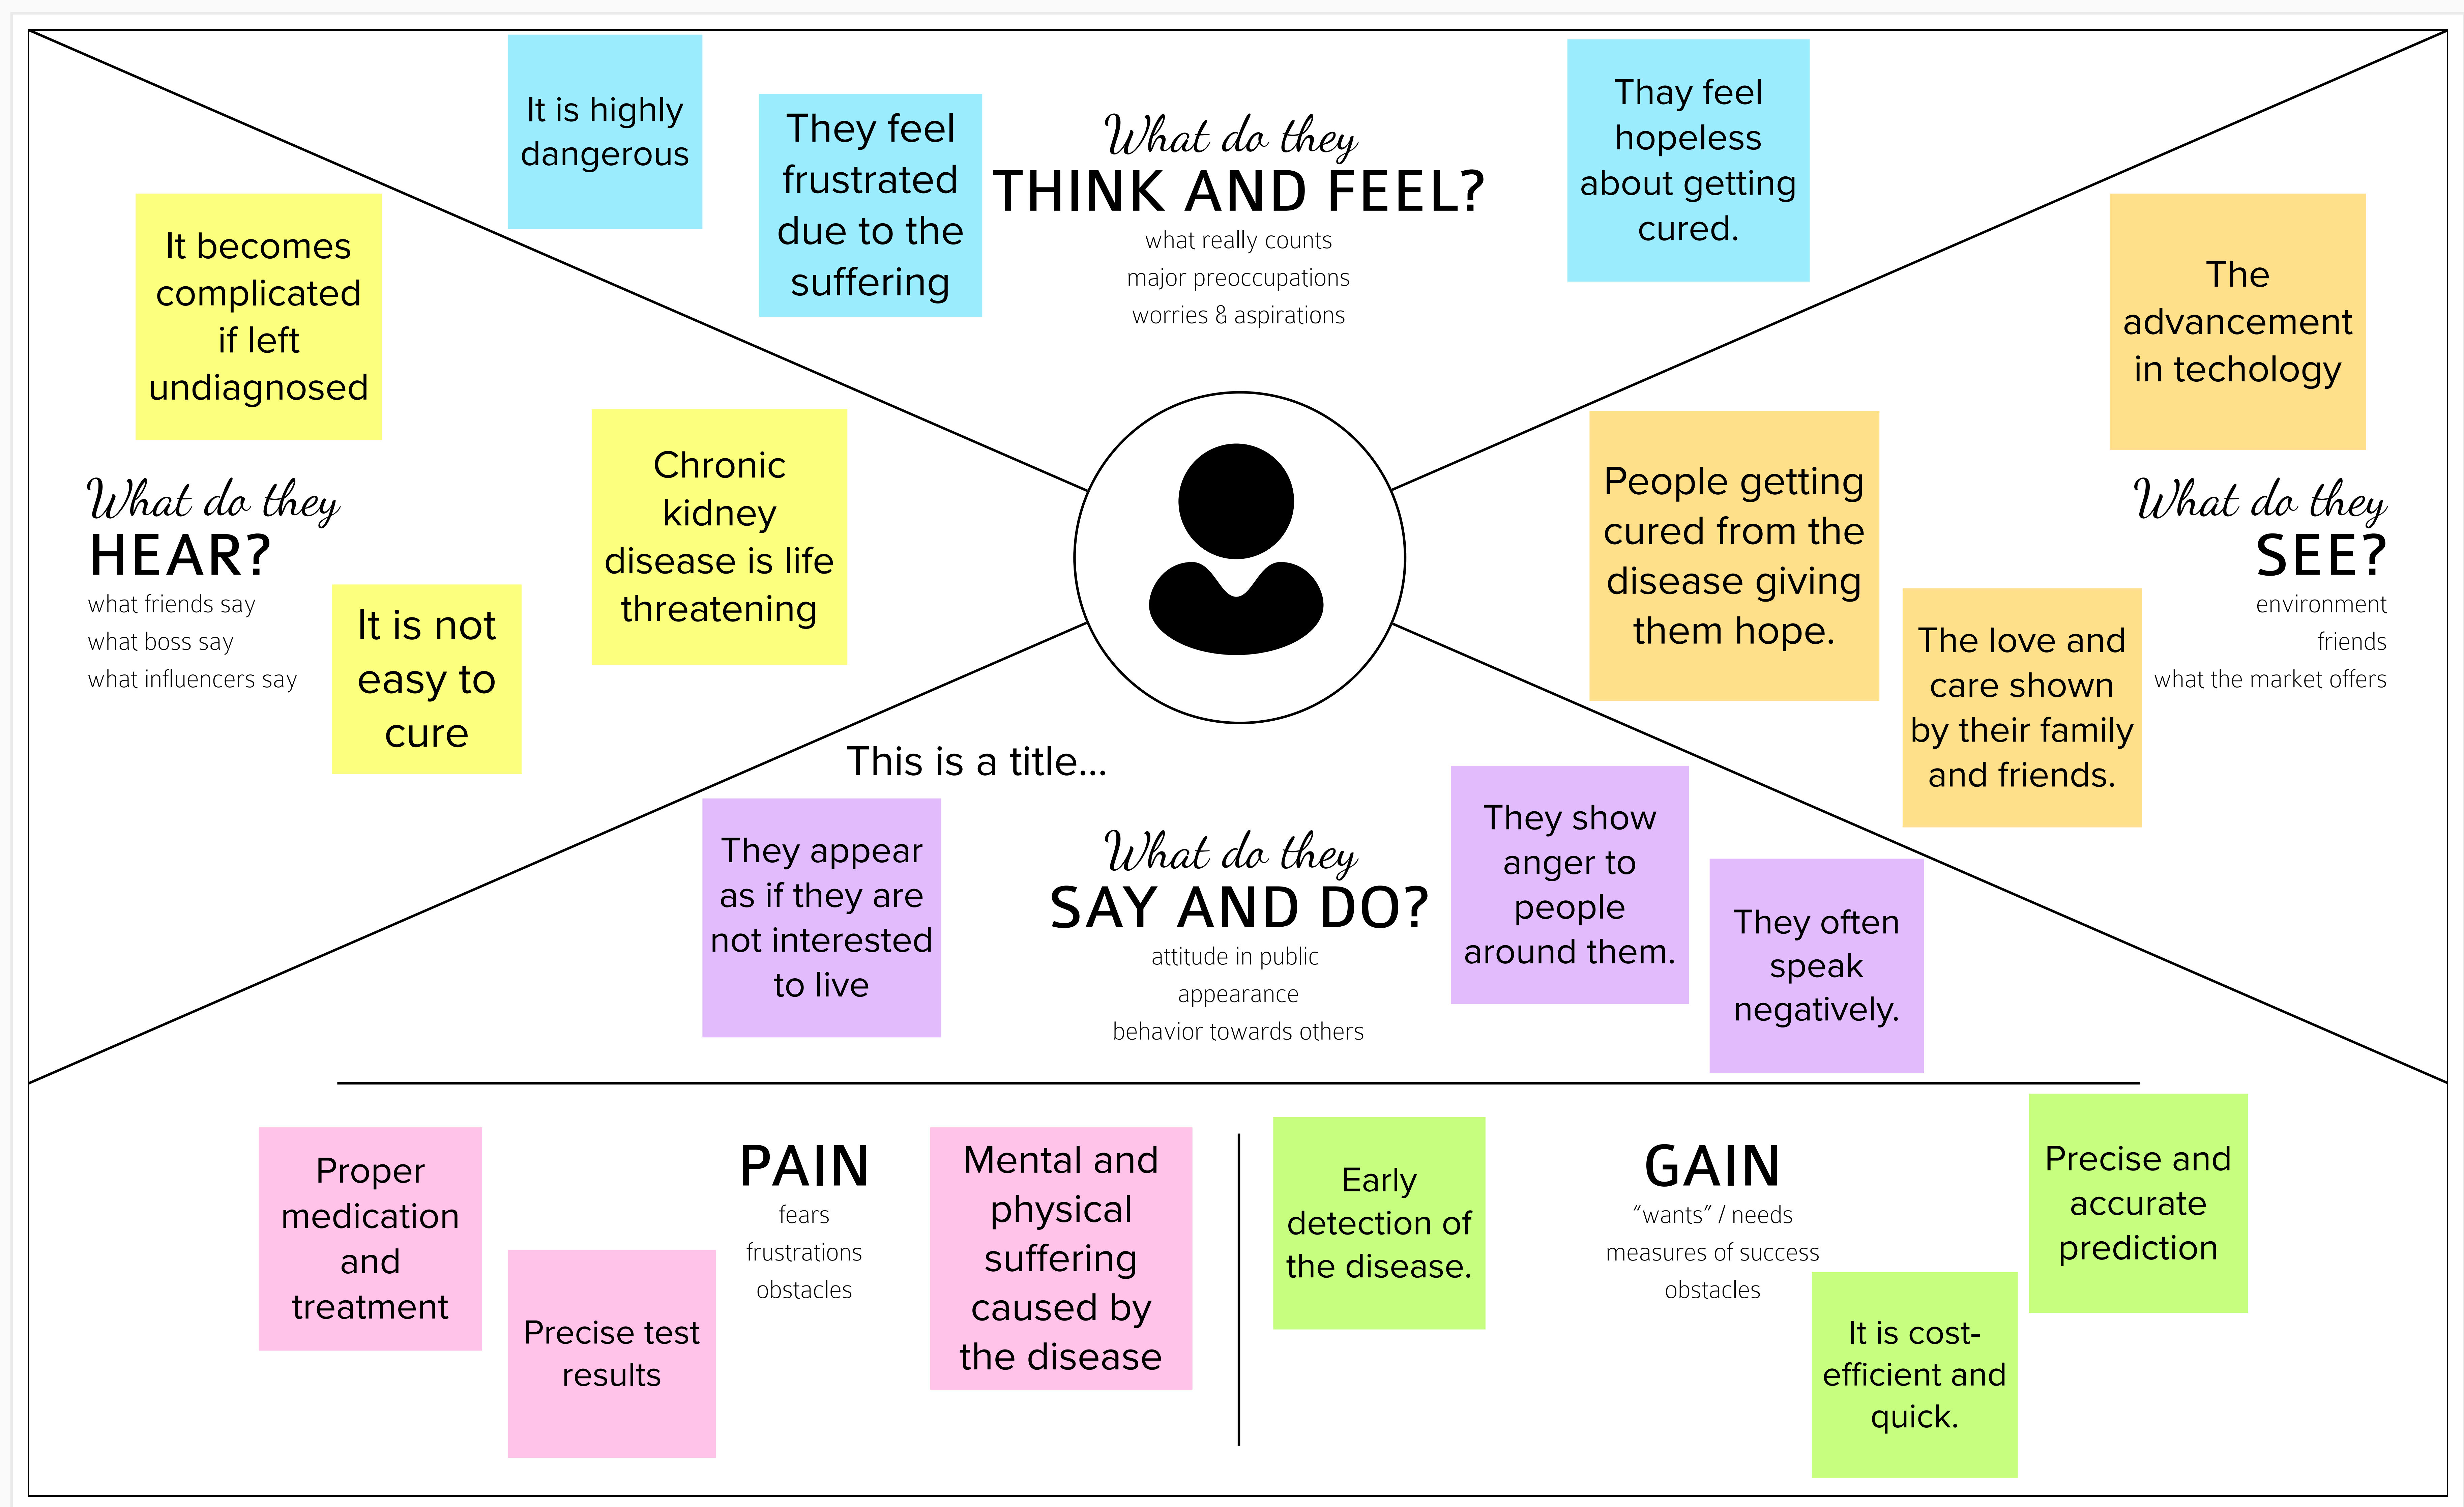 It is highly
dangerous
They feel
frustrated
due to the
suffering
What do they
THINK AND FEEL?
what really counts
major preoccupations
worries & aspirations
Thay feel
hopeless
about getting
cured.
It becomes
complicated
if left
undiagnosed
Chronic
kidney
disease is life
threatening
What do they
HEAR?
what friends say
what boss say
what influencers say
It is not
easy to
cure
The
advancement
in techology
People getting
cured from the
disease giving
them hope.
What do they
SEE?
environment
friends
what the market offers
The love and
care shown
by their family
and friends.
This is a title...
They appear
as if they are
not interested
to live
What do they
SAY AND DO?
attitude in public
appearance
behavior towards others
They show
anger to
people
around them.
They often
speak
negatively.
Proper
medication
and
treatment
Precise test
results
PAIN
fears
frustrations
obstacles
Mental and
physical
suffering
caused by
the disease
Early
detection of
the disease.
GAIN
“wants” / needs
measures of success
obstacles
It is cost-
efficient and
quick.
Precise and
accurate
prediction